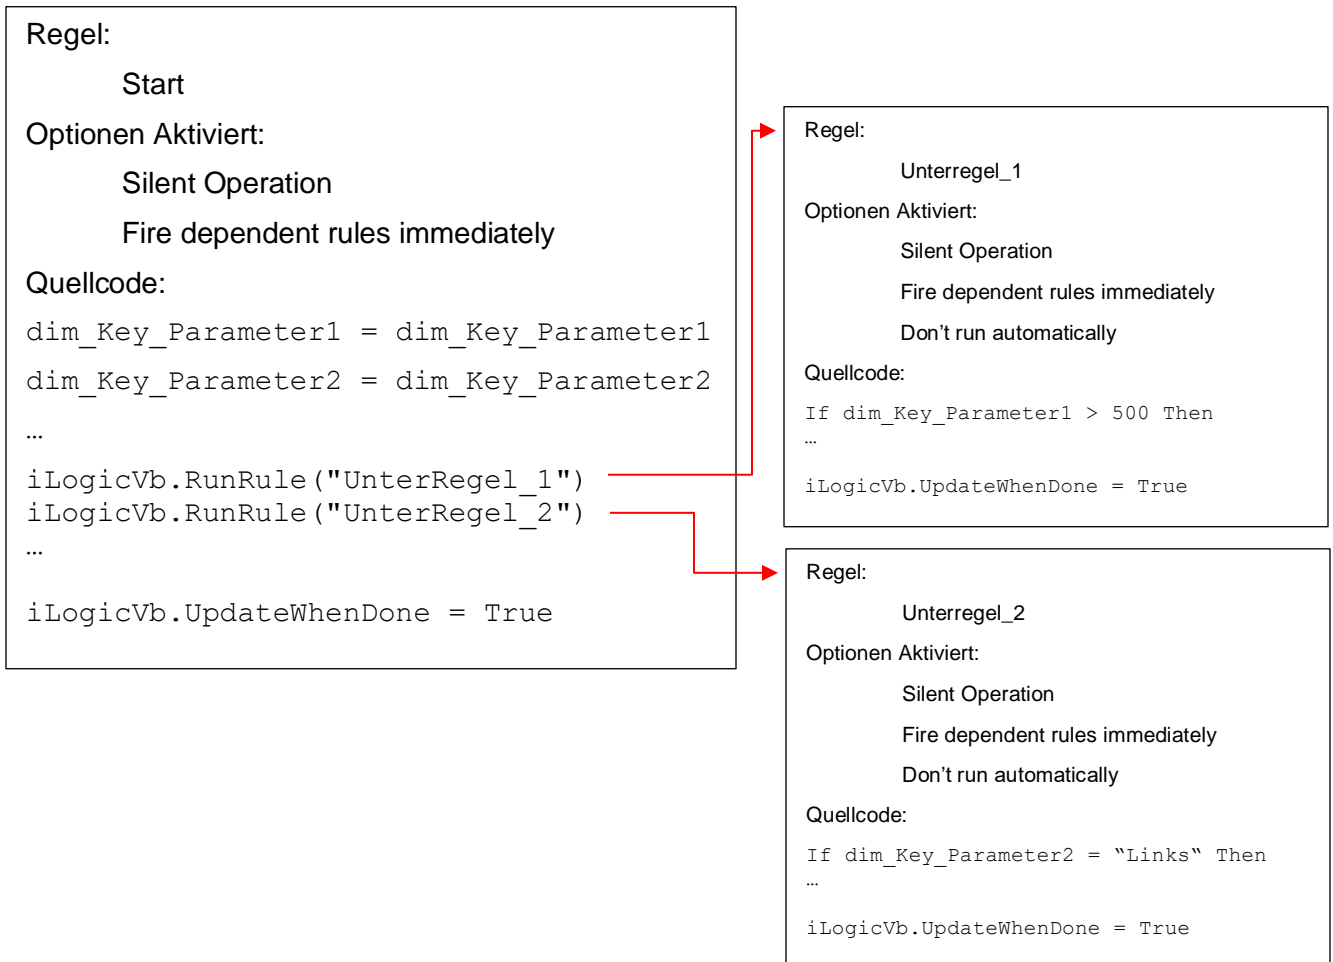 Regel:
Start
Optionen Aktiviert:
Silent Operation
Fire dependent rules immediately
Quellcode:
dim_Key_Parameter1 = dim_Key_Parameter1
dim_Key_Parameter2 = dim_Key_Parameter2
…
iLogicVb.RunRule("UnterRegel_1")
iLogicVb.RunRule("UnterRegel_2")
…
iLogicVb.UpdateWhenDone = True
Regel:
Unterregel_1
Optionen Aktiviert:
Silent Operation
Fire dependent rules immediately
Don’t run automatically
Quellcode:
If dim_Key_Parameter1 > 500 Then
…
iLogicVb.UpdateWhenDone = True
Regel:
Unterregel_2
Optionen Aktiviert:
Silent Operation
Fire dependent rules immediately
Don’t run automatically
Quellcode:
If dim_Key_Parameter2 = “Links“ Then
…
iLogicVb.UpdateWhenDone = True